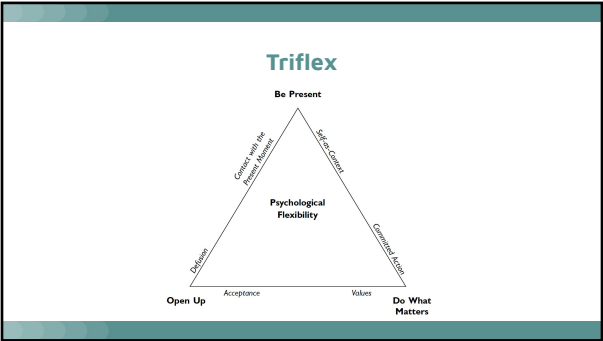 Triflex
Be Present
Contact with the
Present Moment
Self-as-Context
Psychological
Flexibility
Defusion
Committed Action
Acceptance
Values
Open Up
Do What
Matters